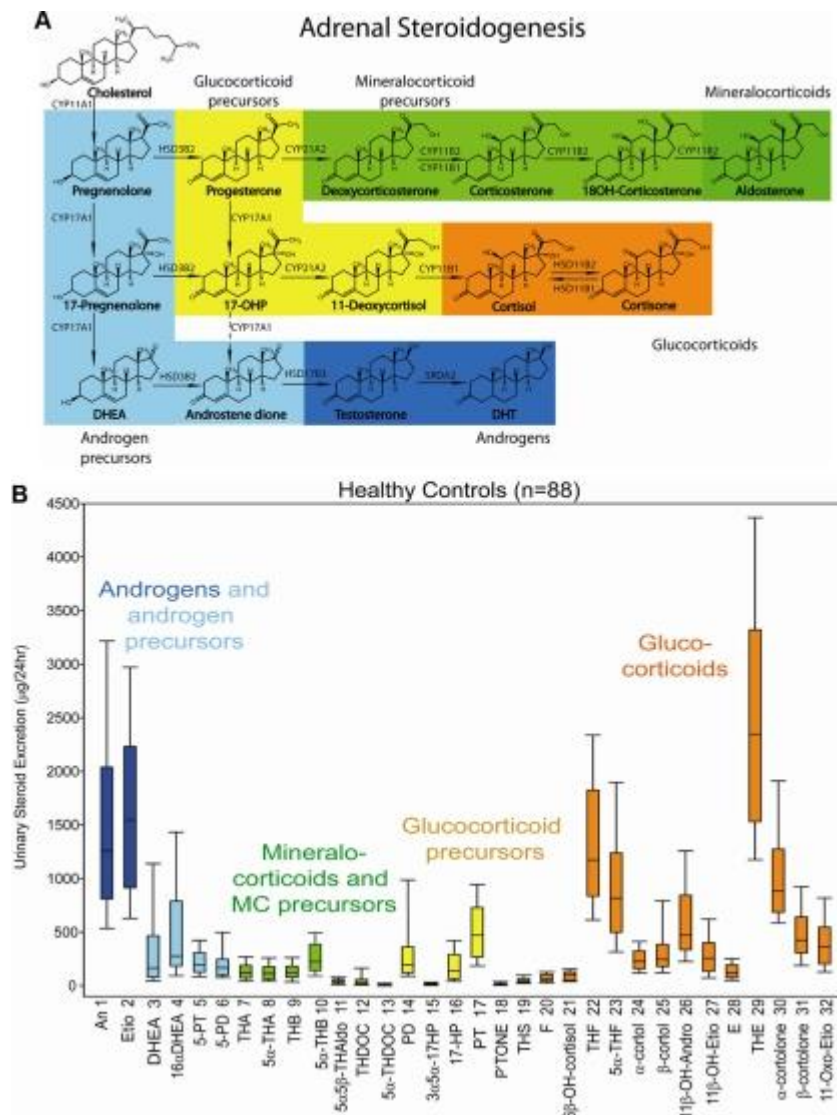 A
Adrenal Steroidogenesis
Cholesterol
CYP11A1
Glucocorticoid
precursors
Mineralocorticoid
precursors
Mineralocorticoids
HSD3B2
CYP21A2
CYP11B2
CYP11B1
CYP11B2
CYP11B2
Pregnenolone
Progesterone
Deoxycorticosterone
Corticosterone
18OH-Corticosterone
Aldosterone
CYP17A1
CYP17A1
HSD3B2
CYP21A2
CYP11B1
HSD11B2
HSD11B1
17-Pregnenolone
17-OHP
11-Deoxycortisol
Cortisol
Cortisone
CYP17A1
CYP17A1
Glucocorticoids
HSD3B2
HSD17B3
SRDA2
DHEA
Androstene dione
Testosterone
DHT
Androgen
precursors
Androgens
B
Healthy Controls (n=88)
Urinary Steroid Excretion (µg/24hr)
4500
4000
3500
3000
2500
2000
1500
1000
500
0
Androgens and
androgen
precursors
Mineralo-
corticoids and
MC precursors
Glucocorticoid
precursors
Gluco-
corticoids
An 1
Etio 2
DHEA 3
16αDHEA 4
5-PT 5
5-PD 6
THA 7
5α-THA 8
THB 9
5α-THB 10
5α5β-THAldo 11
THDOC 12
5α-THDOC 13
PD 14
3α5α-17HP 15
17-HP 16
PT 17
P'TONE 18
THS 19
F 20
6β-OH-cortisol 21
THF 22
5α-THF 23
α-cortol 24
β-cortol 25
11β-OH-Andro 26
11β-OH-Etio 27
E 28
THE 29
α-cortolone 30
β-cortolone 31
11-Oxo-Etio 32